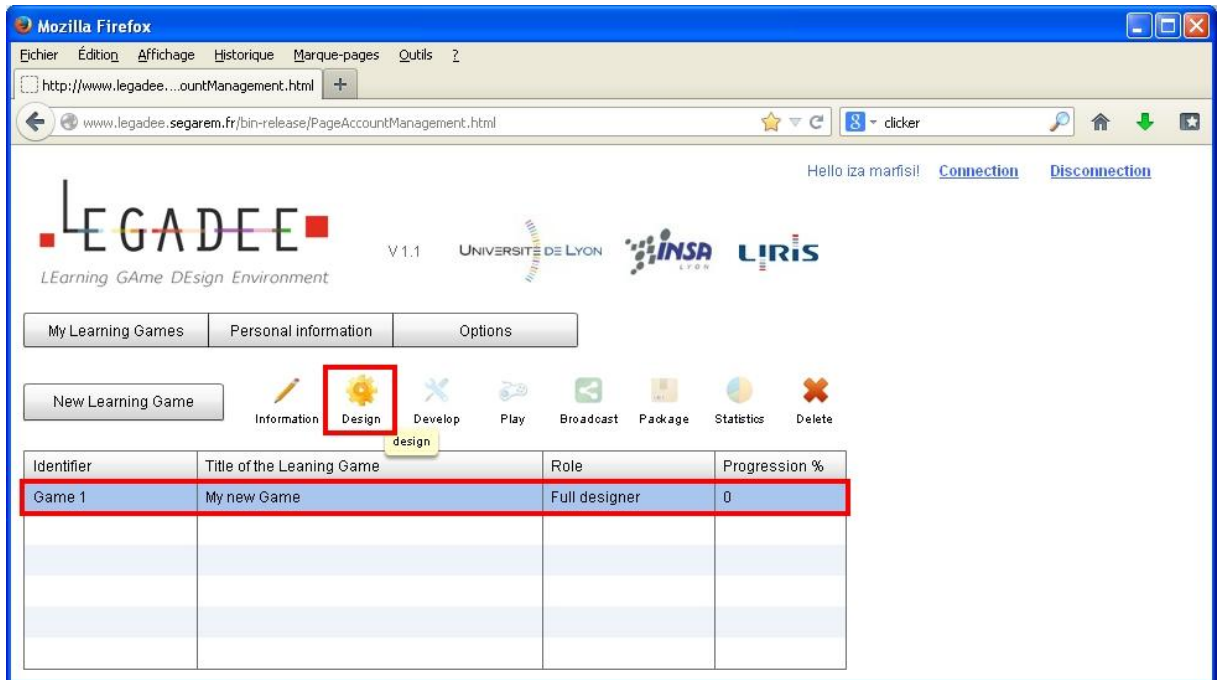 Mozilla Firefox
Fichier Édition Affichage Historique Marque-pages Outils ?
http://www.legadee....ountManagement.html +
www.legadee.segarem.fr/bin-release/PageAccountManagement.html 8 clicker
Hello iza marfisi! Connection Disconnection
LEGADEE V 1.1 UNIVERSITE DE LYON INSA LYON LIRIS
LEarning GAme DEsign Environment
My Learning Games Personal information Options
New Learning Game Information Design Develop Play Broadcast Package Statistics Delete
design
Identifier Title of the Leaning Game Role Progression %
Game 1 My new Game Full designer 0